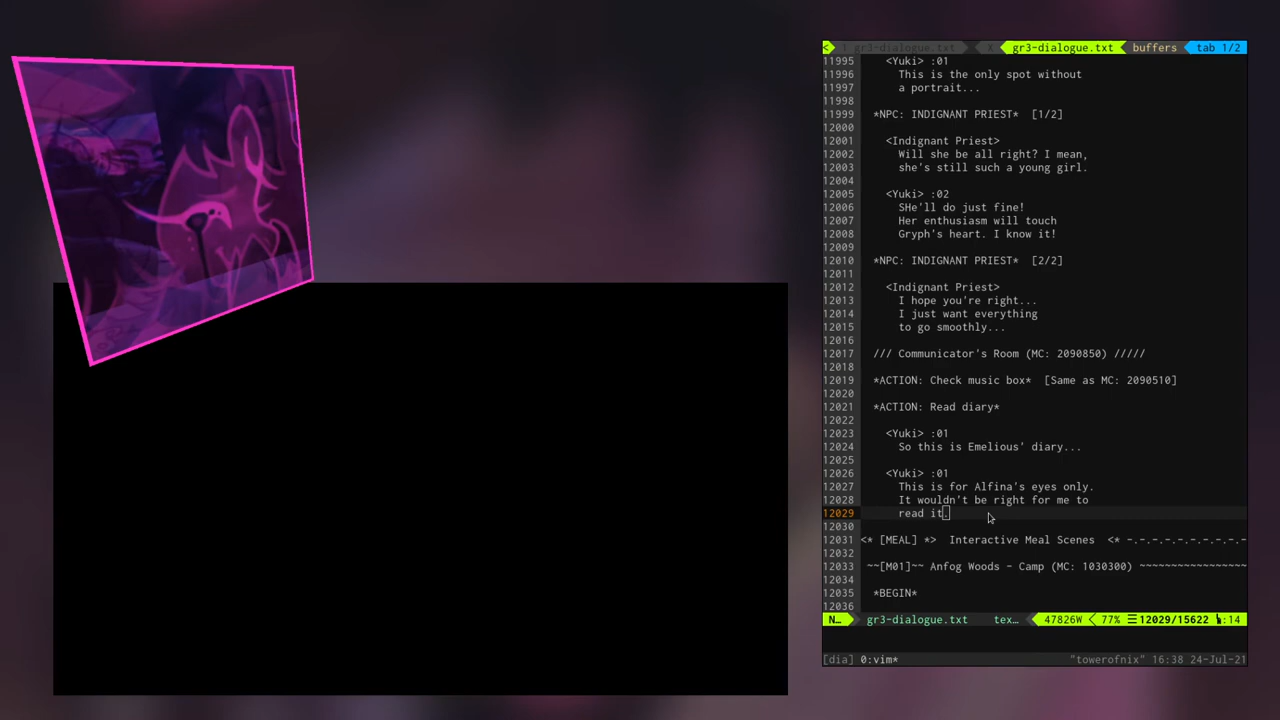 < 1 gr3-dialogue.txt X gr3-dialogue.txt buffers tab 1/2
11995 <Yuki> :01
11996 This is the only spot without
11997 a portrait...
11998
11999 *NPC: INDIGNANT PRIEST* [1/2]
12000
12001 <Indignant Priest>
12002 Will she be all right? I mean,
12003 she's still such a young girl.
12004
12005 <Yuki> :02
12006 SHe'll do just fine!
12007 Her enthusiasm will touch
12008 Gryph's heart. I know it!
12009
12010 *NPC: INDIGNANT PRIEST* [2/2]
12011
12012 <Indignant Priest>
12013 I hope you're right...
12014 I just want everything
12015 to go smoothly...
12016
12017 /// Communicator's Room (MC: 2090850) /////
12018
12019 *ACTION: Check music box* [Same as MC: 2090510]
12020
12021 *ACTION: Read diary*
12022
12023 <Yuki> :01
12024 So this is Emelious' diary...
12025
12026 <Yuki> :01
12027 This is for Alfina's eyes only.
12028 It wouldn't be right for me to
12029 read it.
12030
12031 <* [MEAL] *> Interactive Meal Scenes <* -.-.-.-.-.-.-.-.-.-
12032
12033 ~~[M01]~~ Anfog Woods – Camp (MC: 1030300) ~~~~~~~~~~~~~~~~~
12034
12035 *BEGIN*
12036
N… gr3-dialogue.txt tex… 47826W < 77% ☰12029/15622 :14
[dia] 0:vim* "towerofnix" 16:38 24-Jul-21